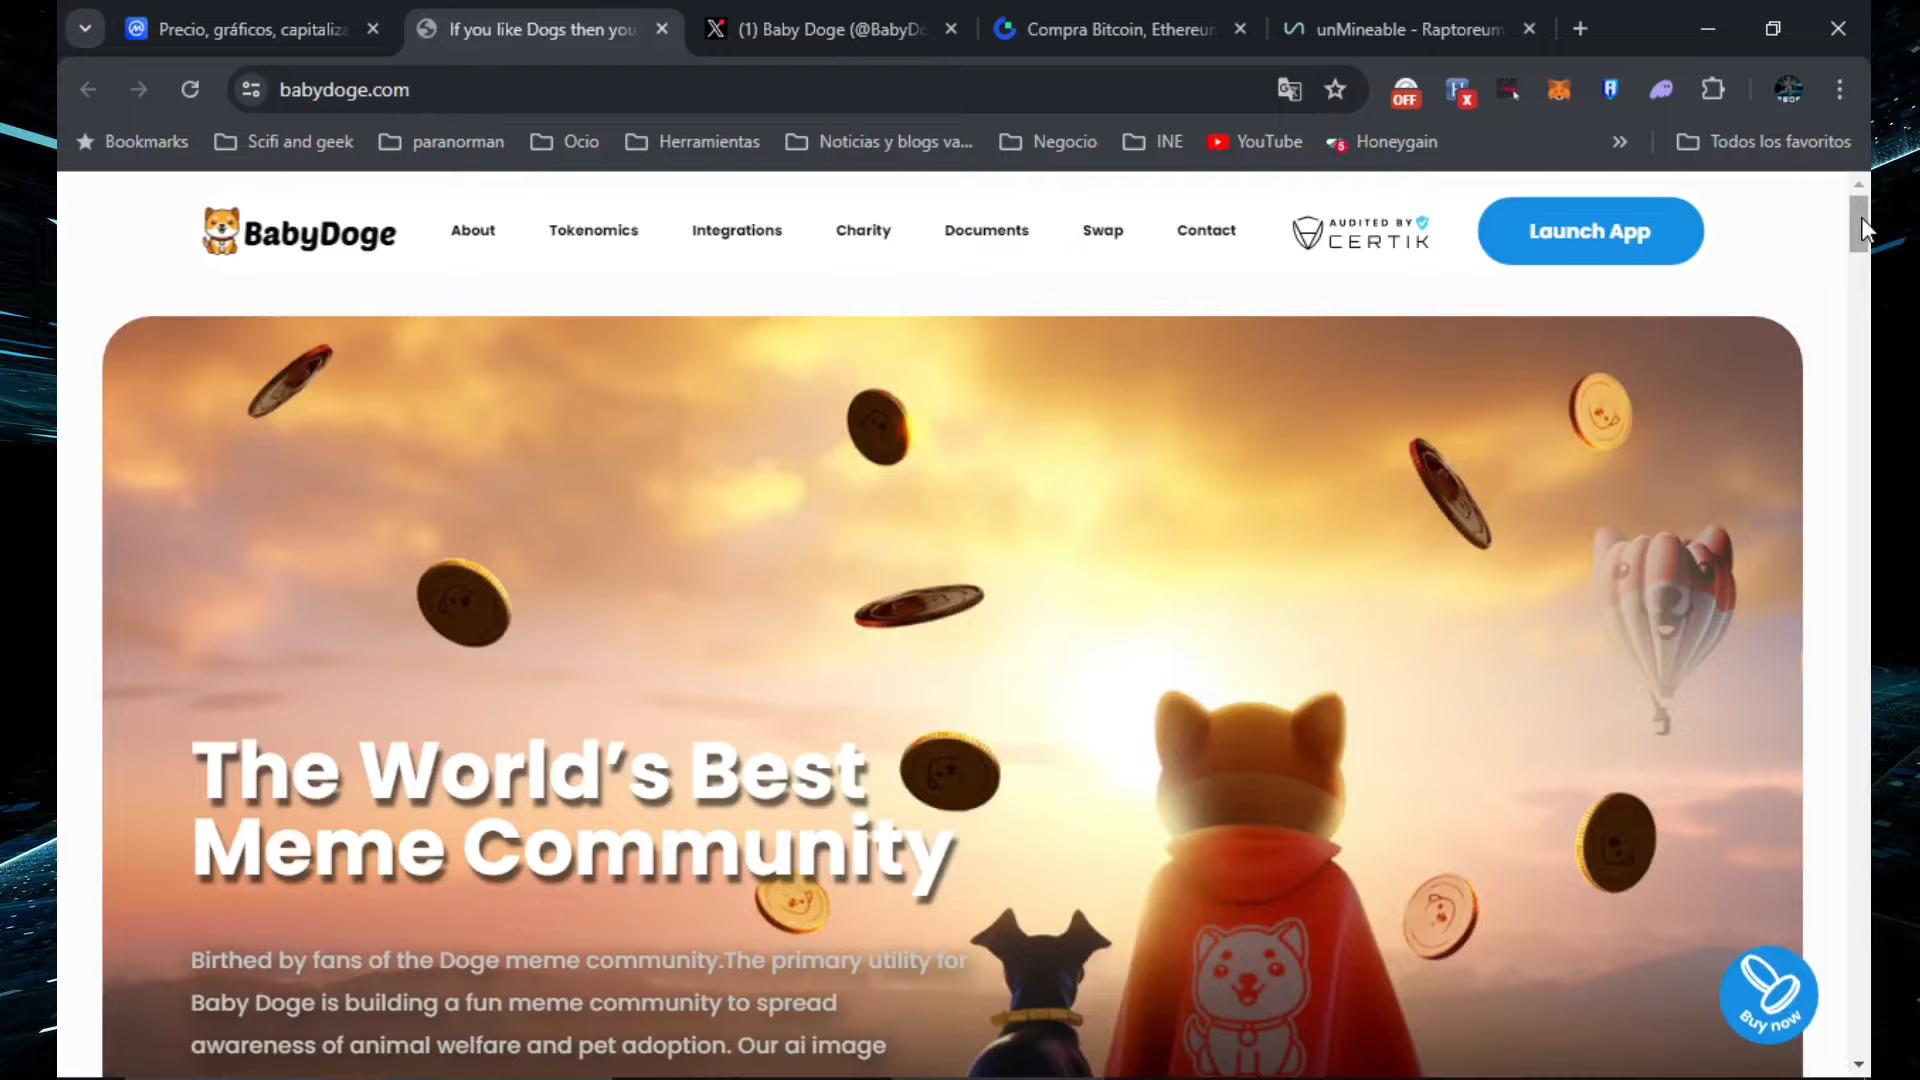 Precio, gráficos, capitaliza
If you like Dogs then you
(1) Baby Doge (@BabyDo
Compra Bitcoin, Ethereun
unMineable - Raptoreum
babydoge.com
OFF
x
Bookmarks
Scifi and geek
paranorman
Ocio
Herramientas
Noticias y blogs va...
Negocio
INE
YouTube
5
Honeygain
Todos los favoritos
BabyDoge
About
Tokenomics
Integrations
Charity
Documents
Swap
Contact
AUDITED BY
CERTIK
Launch App
The World's Best
Meme Community
Birthed by fans of the Doge meme community.The primary utility for
Baby Doge is building a fun meme community to spread
awareness of animal welfare and pet adoption. Our ai image
Buy now